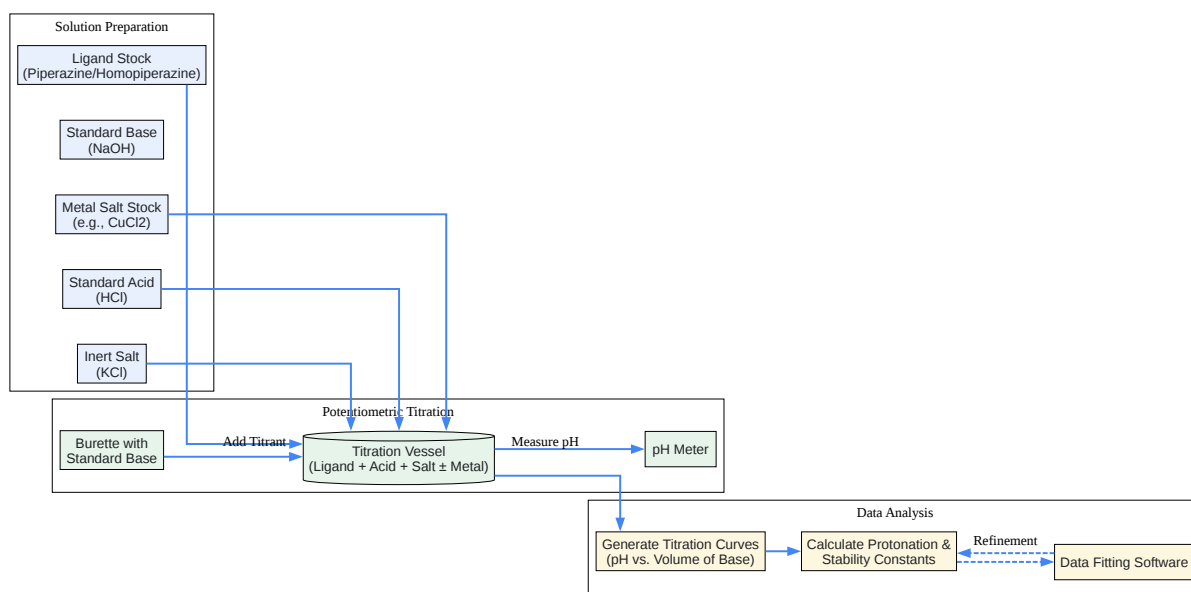 Solution Preparation
Ligand Stock
(Piperazine/Homopiperazine)
Standard Base
(NaOH)
Metal Salt Stock
(e.g., CuCl2)
Standard Acid
(HCl)
Inert Salt
(KCl)
Potentiometric Titration
Burette with
Standard Base
Add Titrant
Titration Vessel
(Ligand + Acid + Salt ± Metal)
Measure pH
pH Meter
Data Analysis
Generate Titration Curves
(pH vs. Volume of Base)
Calculate Protonation &
Stability Constants
Refinement
Data Fitting Software